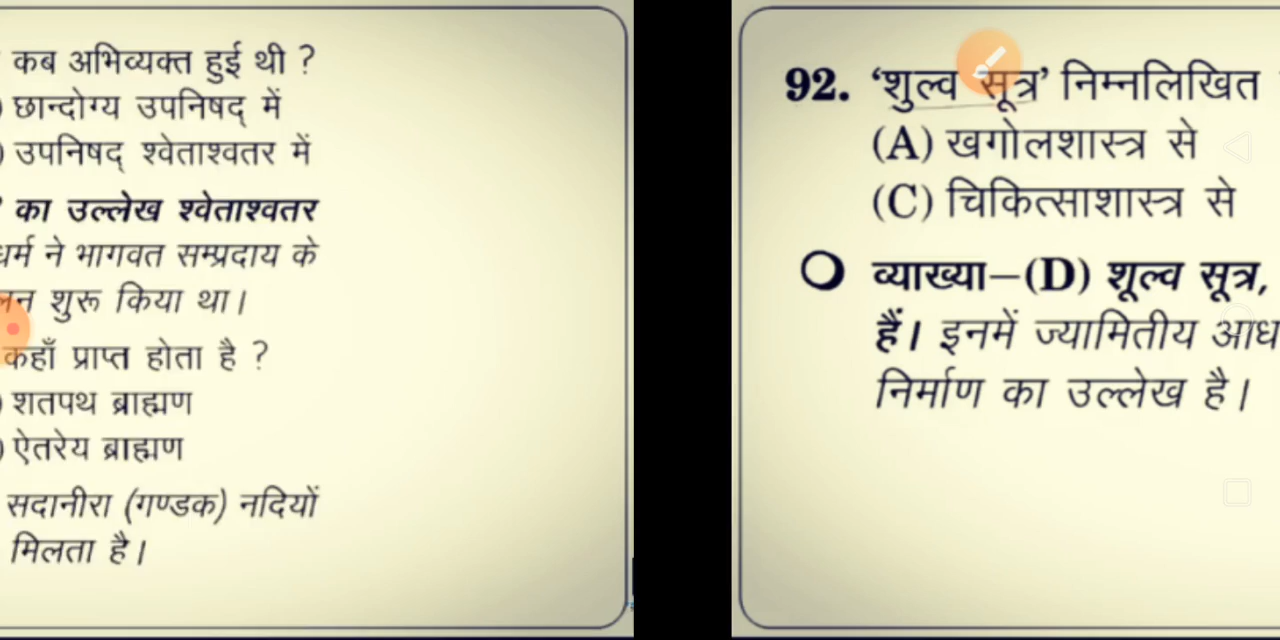 कब अभिव्यक्त हुई थी ?
छान्दोग्य उपनिषद् में
उपनिषद् श्वेताश्वतर में
का उल्लेख श्वेताश्वतर
धर्म ने भागवत सम्प्रदाय के
शुरू किया था।
कहाँ प्राप्त होता है ?
शतपथ ब्राह्मण
ऐतरेय ब्राह्मण
सदानीरा (गण्डक) नदियों
मिलता है।
92. ‘शुल्व सूत्र’ निम्नलिखित
(A) खगोलशास्त्र से
(C) चिकित्साशास्त्र से
व्याख्या–(D) शूल्व सूत्र,
हैं। इनमें ज्यामितीय
निर्माण का उल्लेख है।